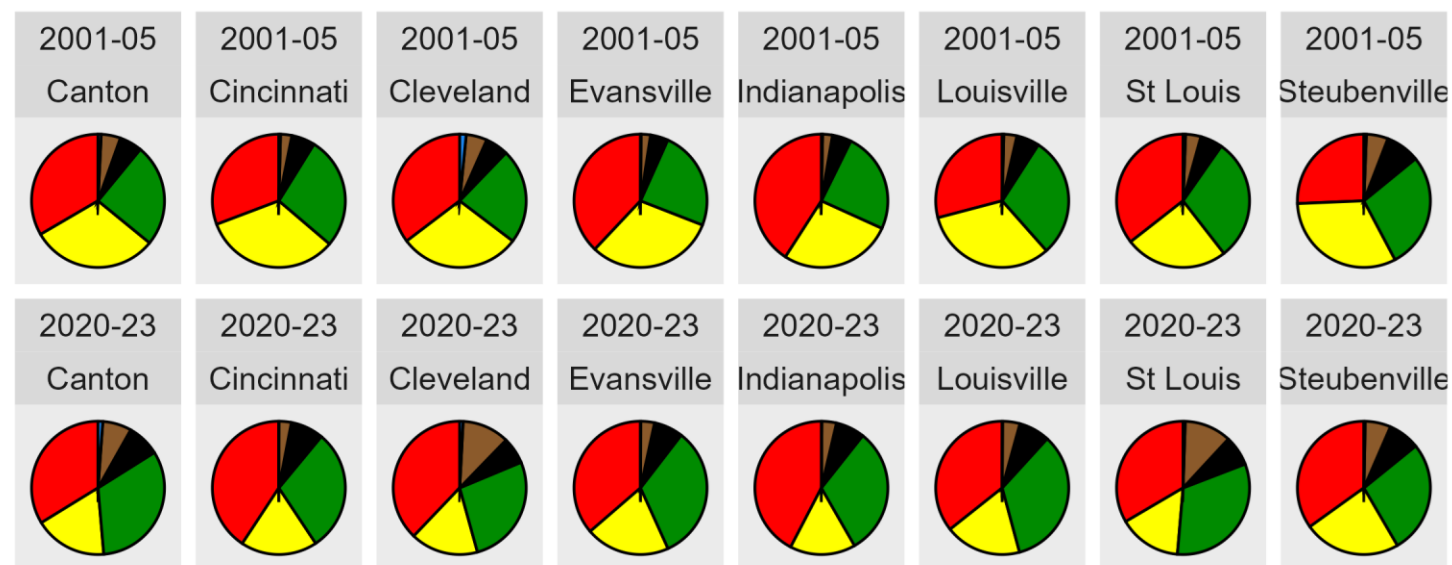 2001-05 2001-05 2001-05 2001-05 2001-05 2001-05 2001-05 2001-05
Canton Cincinnati Cleveland Evansville Indianapolis Louisville St Louis Steubenville
2020-23 2020-23 2020-23 2020-23 2020-23 2020-23 2020-23 2020-23
Canton Cincinnati Cleveland Evansville Indianapolis Louisville St Louis Steubenville